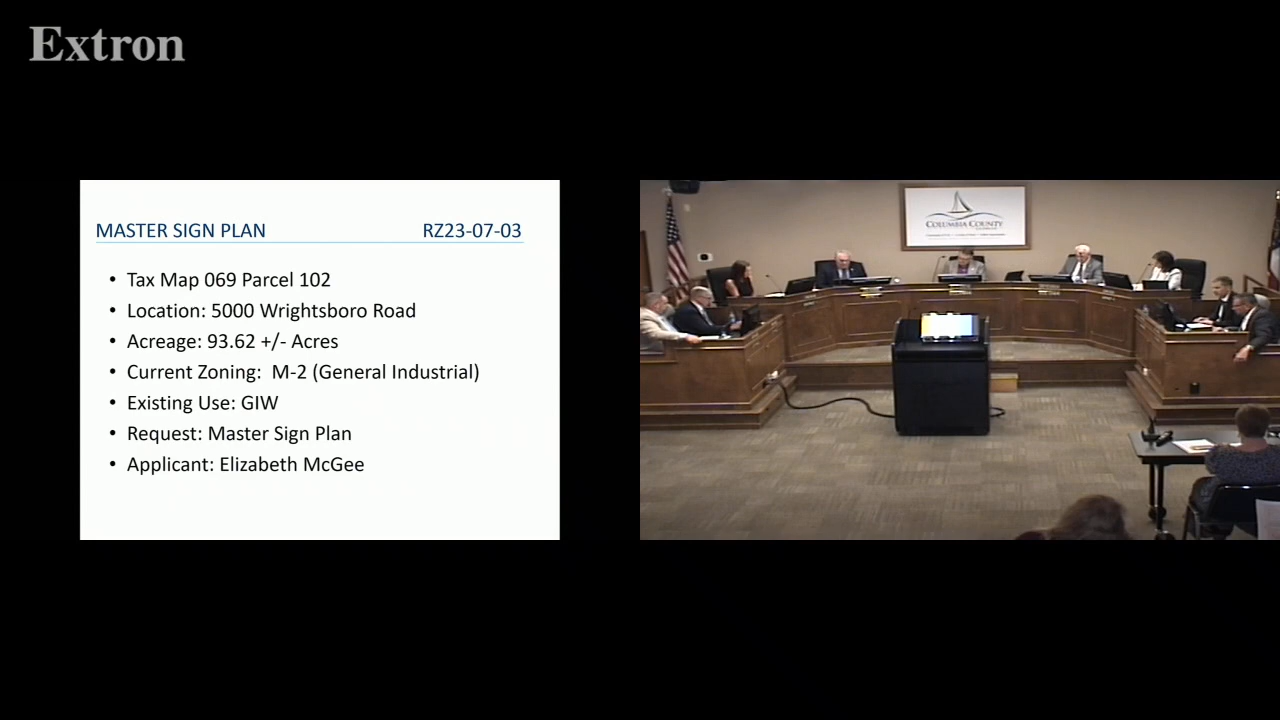 Extron
MASTER SIGN PLAN RZ23-07-03
• Tax Map 069 Parcel 102
• Location: 5000 Wrightsboro Road
• Acreage: 93.62 +/- Acres
• Current Zoning: M-2 (General Industrial)
• Existing Use: GIW
• Request: Master Sign Plan
• Applicant: Elizabeth McGee
COLUMBIA COUNTY